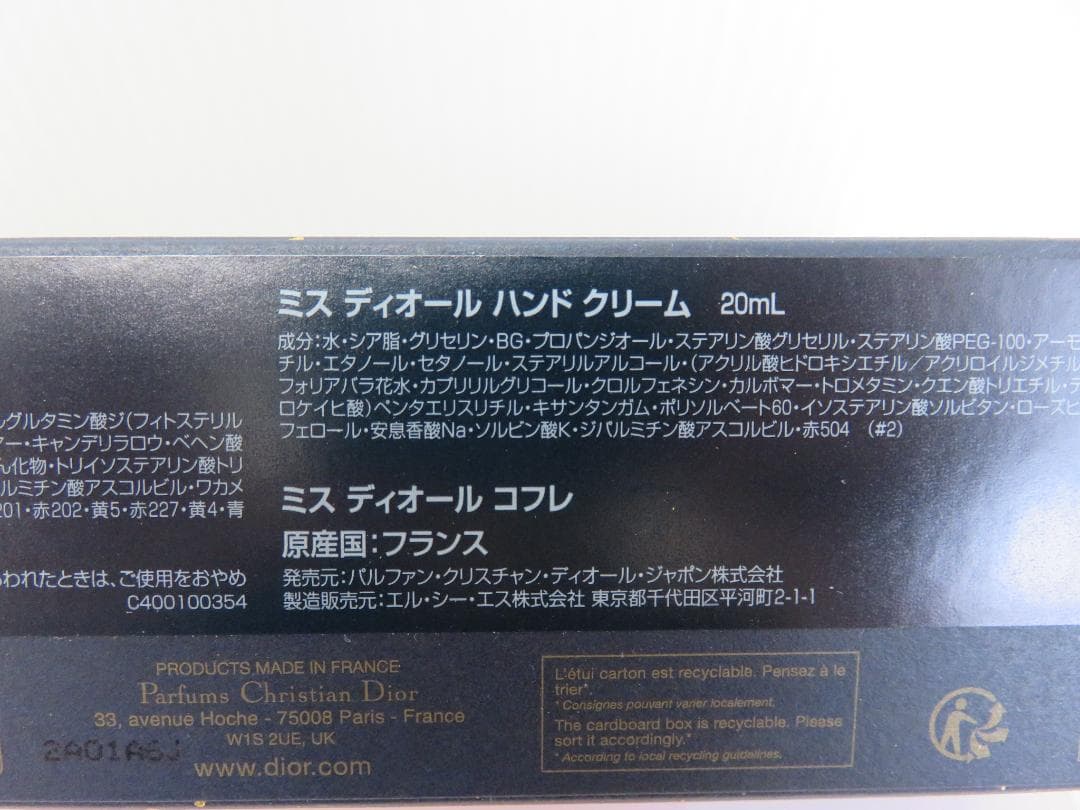 ミス ディオール ハンド クリーム 20mL
成分:水・シア脂・グリセリン・BG・プロパンジオール・ステアリン酸グリセリル・ステアリン酸PEG-100・アーモ
チル・エタノール・セタノール・ステアリルアルコール・(アクリル酸ヒドロキシエチル/アクリロイルジメチル
フォリアバラ花水・カプリリルグリコール・クロルフェネシン・カルボマー・トロメタミン・クエン酸トリエチル・テ
ロケイヒ酸)ペンタエリスリチル・キサンタンガム・ポリソルベート60・イソステアリン酸ソルビタン・ローズヒ
フェロール・安息香酸Na・ソルビン酸K・ジパルミチン酸アスコルビル・赤504 (#2)
ルグルタミン酸ジ(フィトステリル
マー・キャンデリラロウ・ベヘン酸
ん化物・トリイソステアリン酸トリ
ルミチン酸アスコルビル・ワカメ
201・赤202・黄5・赤227・黄4・青
われたときは、ご使用をおやめ
C400100354
ミス ディオール コフレ
原産国:フランス
発売元:パルファン・クリスチャン・ディオール・ジャポン株式会社
製造販売元:エル・シー・エス株式会社 東京都千代田区平河町2-1-1
PRODUCTS MADE IN FRANCE
Parfums Christian Dior
33, avenue Hoche - 75008 Paris - France
W1S 2UE, UK
2A01A6J
www.dior.com
L'étui carton est recyclable. Pensez à le
trier*.
* Consignes pouvant varier localement.
The cardboard box is recyclable. Please
sort it accordingly.*
* According to local recycling guidelines.